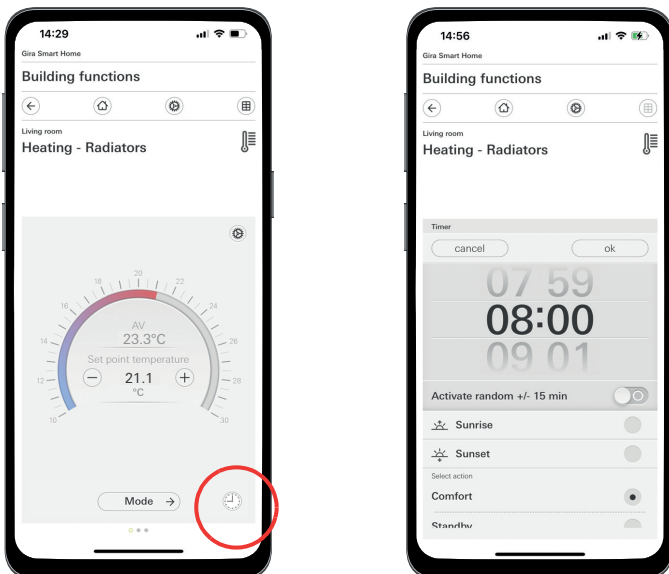 14:29
Gira Smart Home
Building functions
Living room
Heating - Radiators
20
18
22
16
24
14
26
12
28
10
30
AV
23.3°C
Set point temperature
21.1
°C
Mode
14:56
Gira Smart Home
Building functions
Living room
Heating - Radiators
Timer
cancel
ok
07 59
08:00
09 01
Activate random +/- 15 min
Sunrise
Sunset
Select action
Comfort
Standby